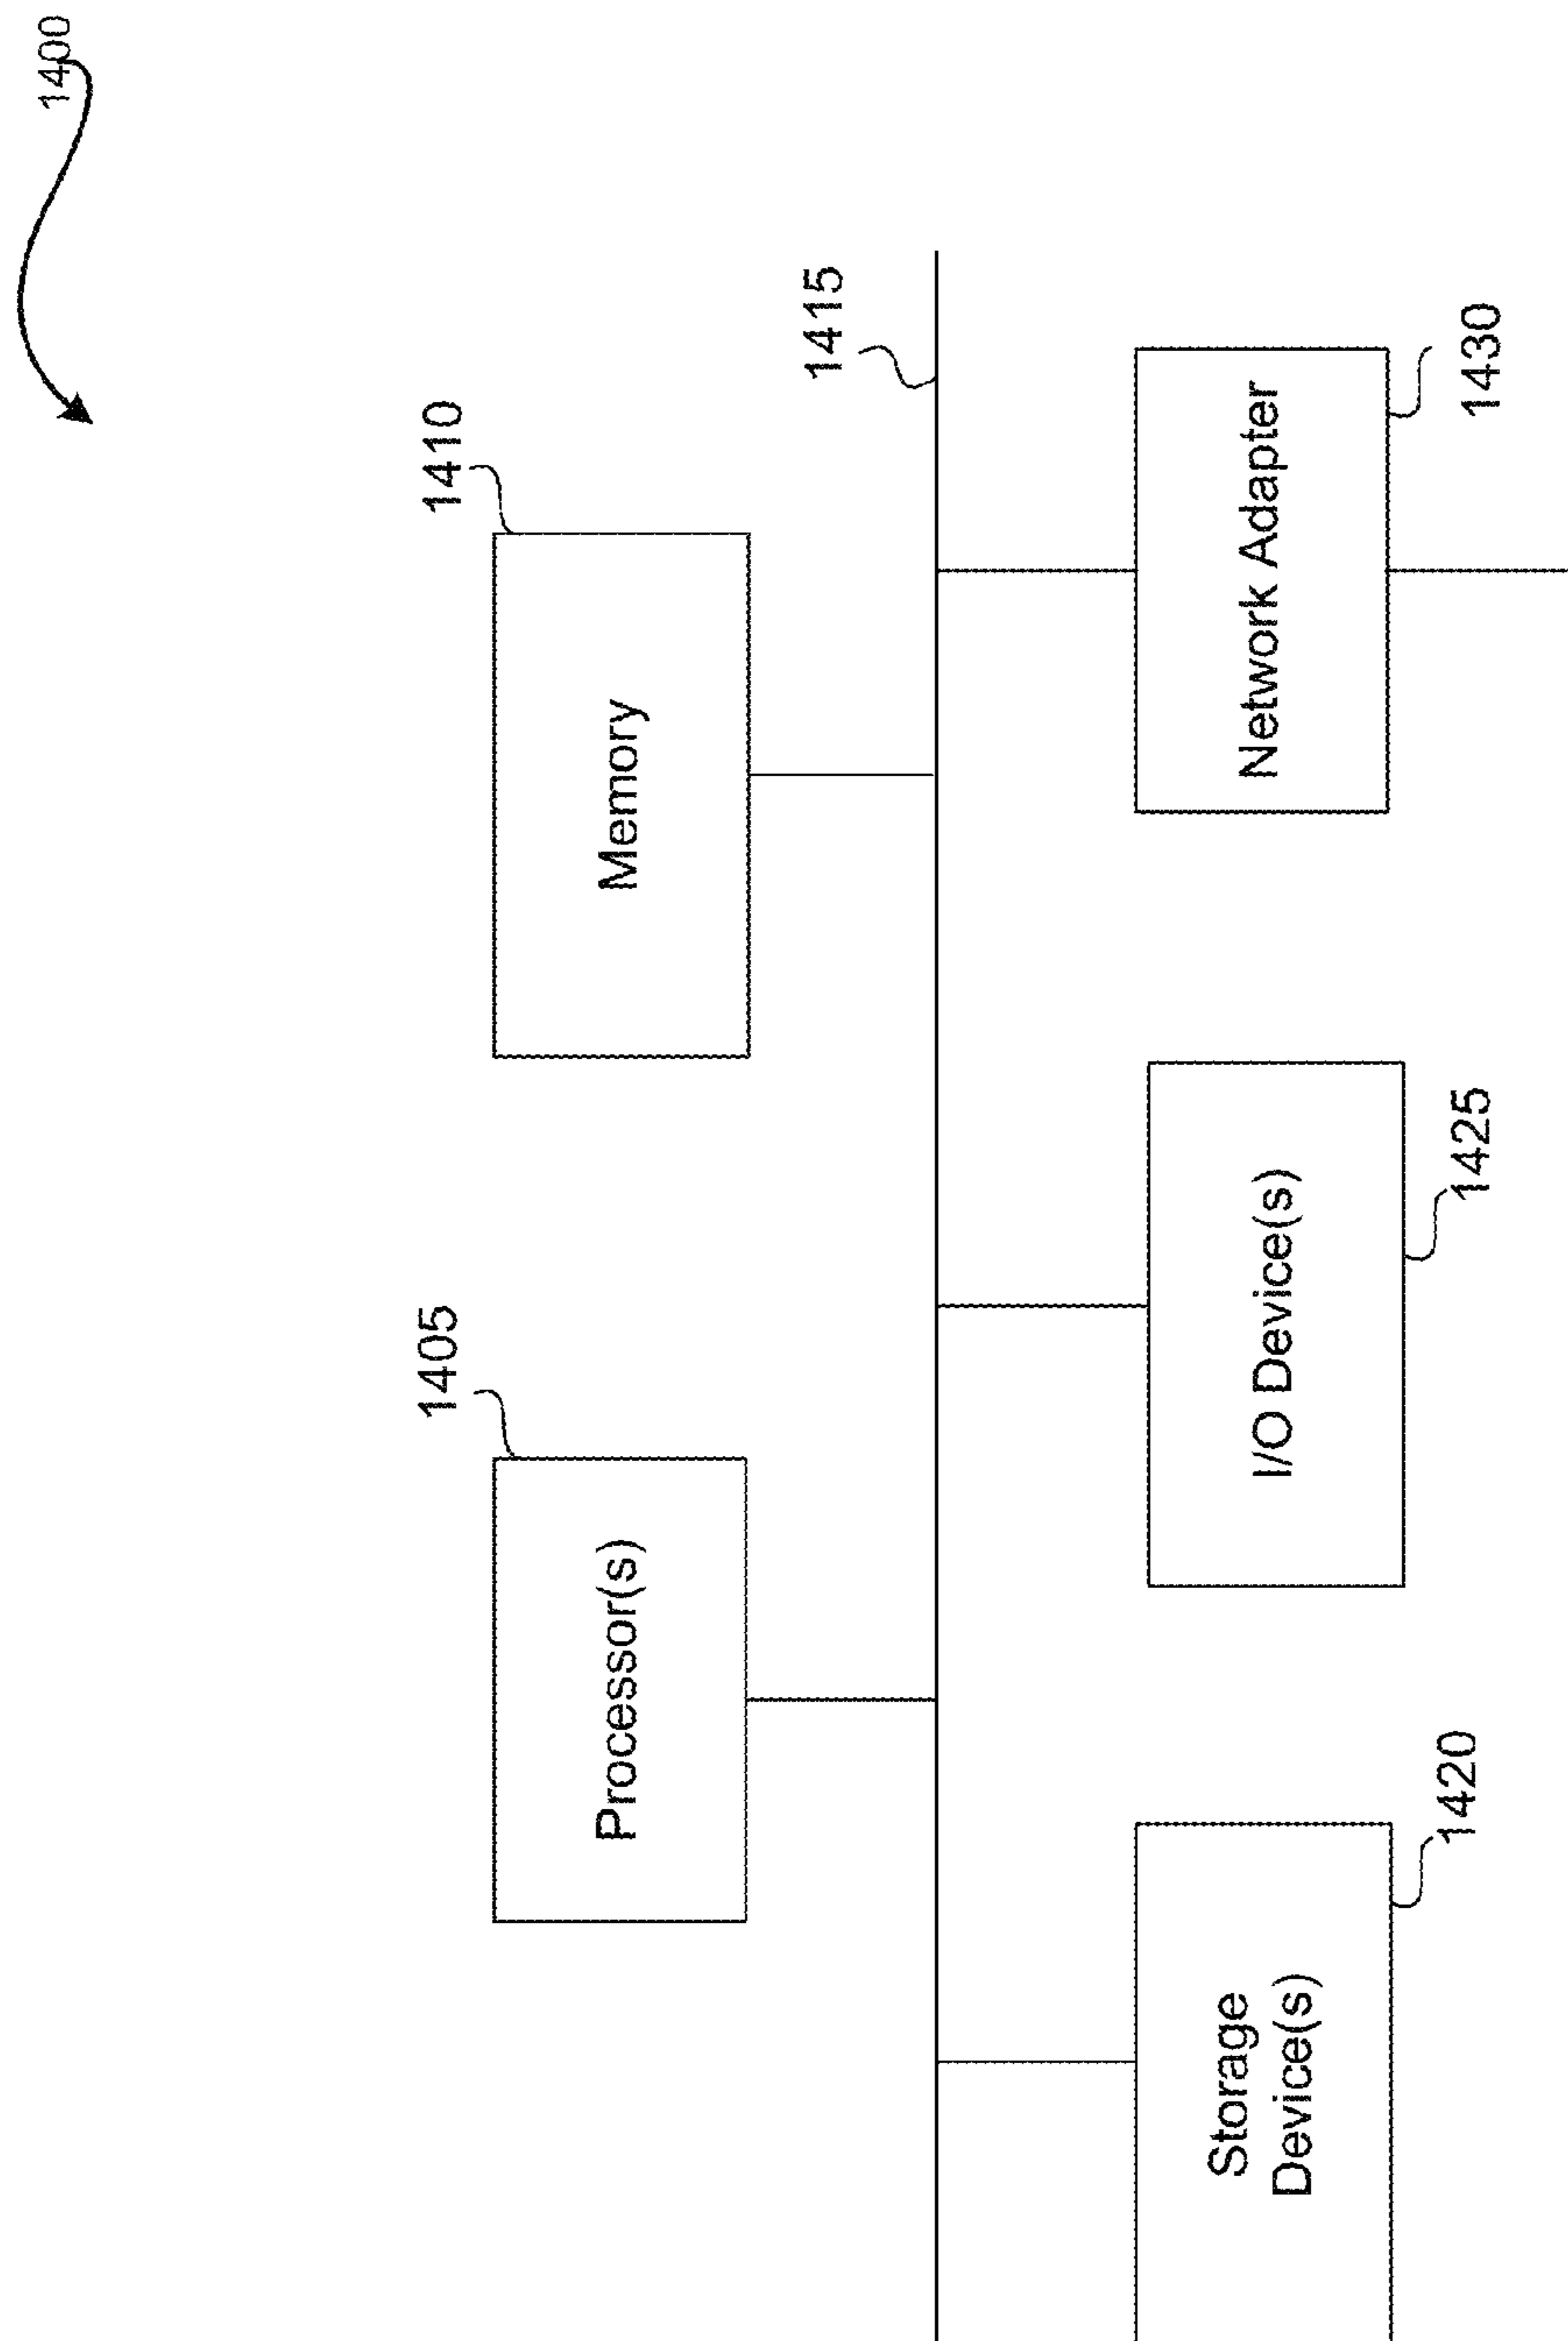 1400
1405
1410
Processor(s)
Memory
1415
Storage
Device(s)
I/O Device(s)
Network Adapter
1420
1425
1430